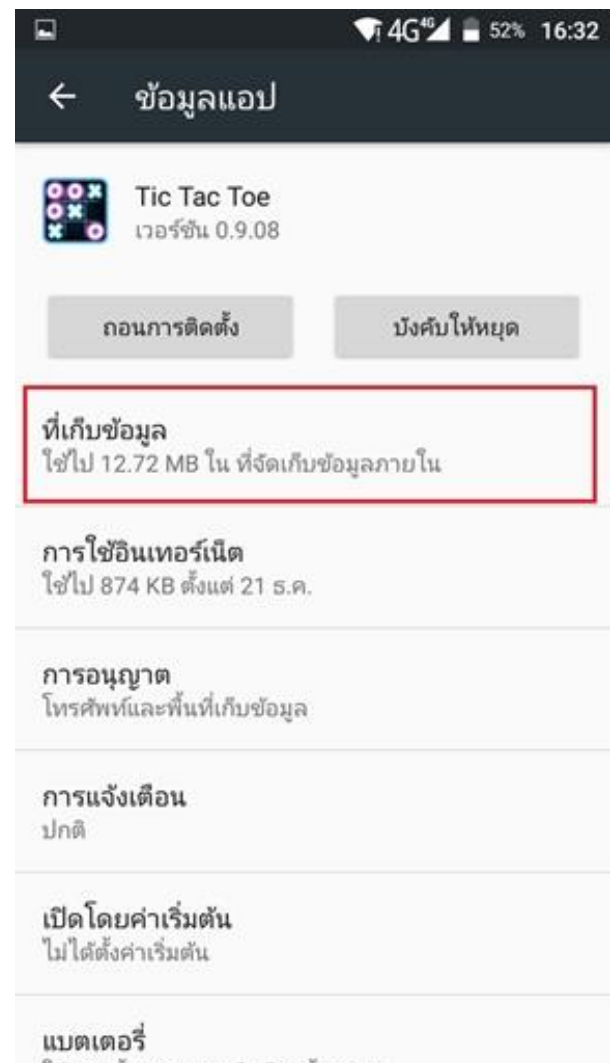 4G 4G 52% 16:32
ข้อมูลแอป
Tic Tac Toe
เวอร์ชัน 0.9.08
ถอนการติดตั้ง
บังคับให้หยุด
ที่เก็บข้อมูล
ใช้ไป 12.72 MB ใน ที่จัดเก็บข้อมูลภายใน
การใช้อินเทอร์เน็ต
ใช้ไป 874 KB ตั้งแต่ 21 ธ.ค.
การอนุญาต
โทรศัพท์และพื้นที่เก็บข้อมูล
การแจ้งเตือน
ปกติ
เปิดโดยค่าเริ่มต้น
ไม่ได้ตั้งค่าเริ่มต้น
แบตเตอรี่